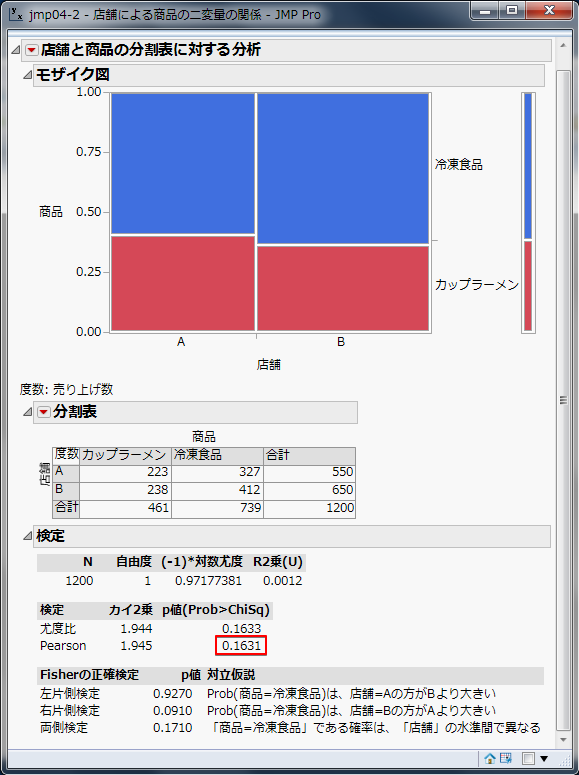 jmp04-2 - 店舗による商品の二変量の関係 - JMP Pro
店舗と商品の分割表に対する分析
モザイク図
1.00
0.75
0.50
0.25
0.00
商品
冷凍食品
カップラーメン
A B
店舗
度数: 売り上げ数
分割表
商品
店舗
度数 カップラーメン 冷凍食品 合計
A 223 327 550
B 238 412 650
合計 461 739 1200
検定
N 自由度 (-1)*対数尤度 R2乗(U)
1200 1 0.97177381 0.0012
検定 カイ2乗 p値(Prob>ChiSq)
尤度比 1.944 0.1633
Pearson 1.945 0.1631
Fisherの正確検定 p値 対立仮説
左片側検定 0.9270 Prob(商品=冷凍食品)は、店舗=Aの方がBより大きい
右片側検定 0.0910 Prob(商品=冷凍食品)は、店舗=Bの方がAより大きい
両側検定 0.1710 「商品=冷凍食品」である確率は、「店舗」の水準間で異なる